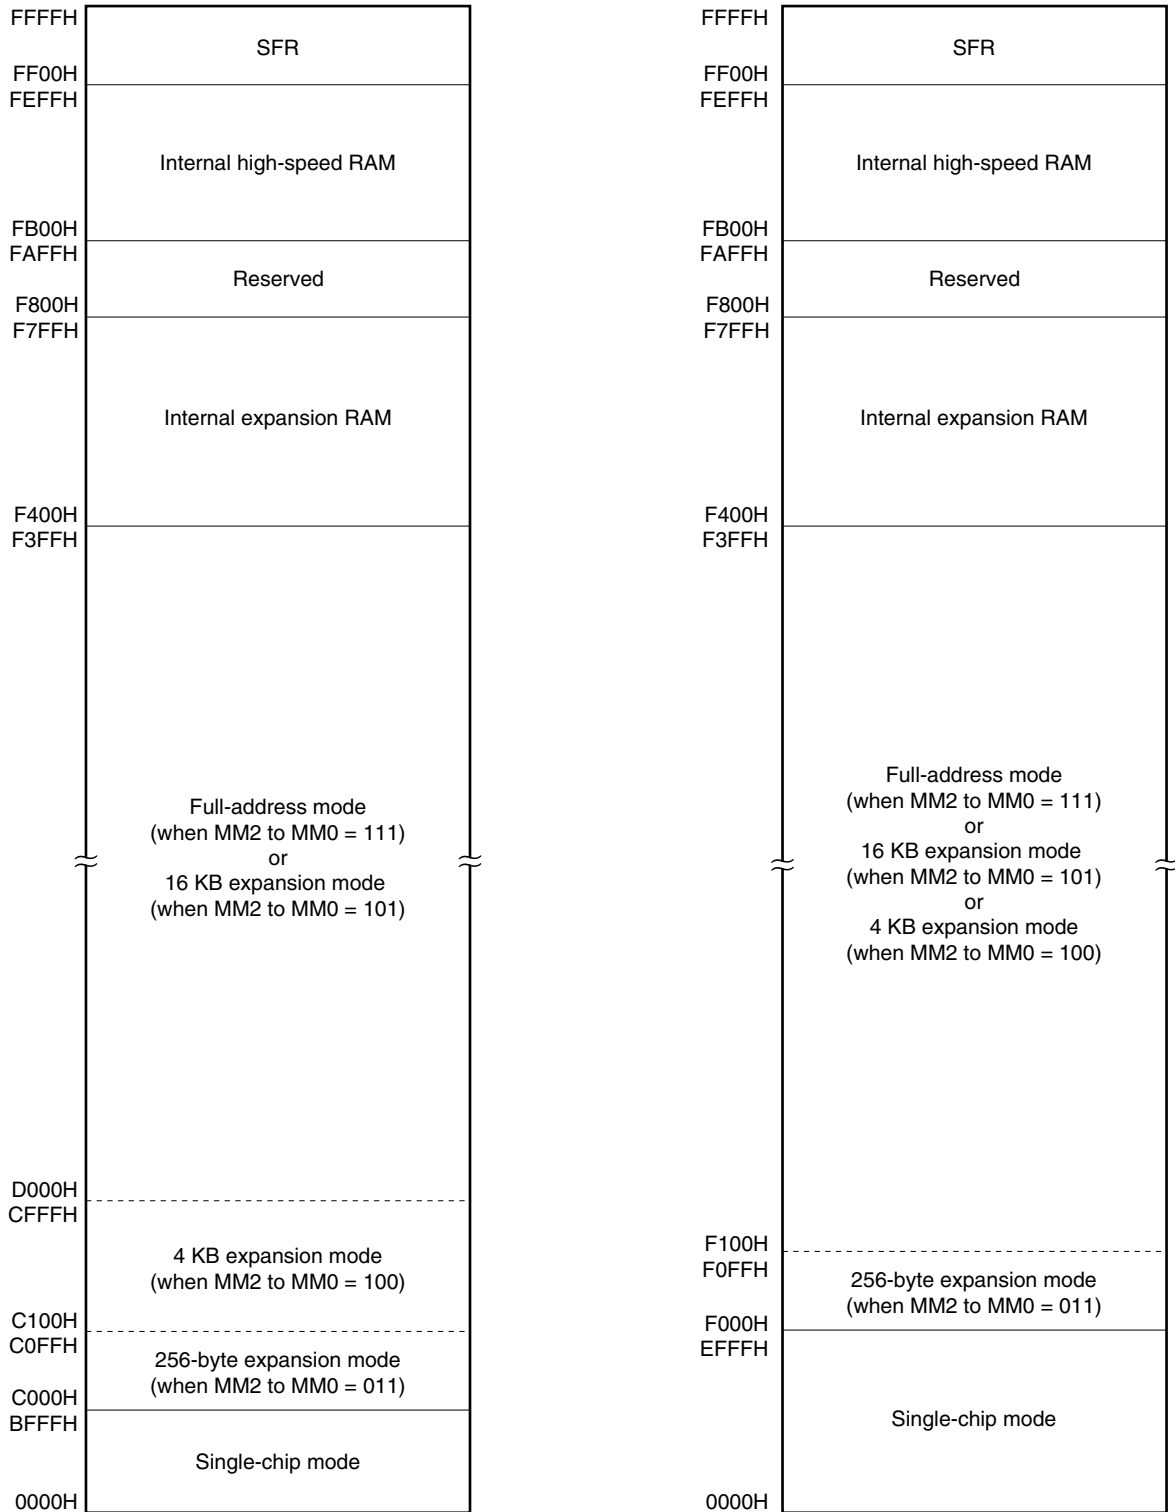 FFFFH
SFR
FF00H
FEFFH
Internal high-speed RAM
FB00H
FAFFH
Reserved
F800H
F7FFH
Internal expansion RAM
F400H
F3FFH
Full-address mode
(when MM2 to MM0 = 111)
or
16 KB expansion mode
(when MM2 to MM0 = 101)
D000H
CFFFH
4 KB expansion mode
(when MM2 to MM0 = 100)
C100H
C0FFH
256-byte expansion mode
(when MM2 to MM0 = 011)
C000H
BFFFH
Single-chip mode
0000H
FFFFH
SFR
FF00H
FEFFH
Internal high-speed RAM
FB00H
FAFFH
Reserved
F800H
F7FFH
Internal expansion RAM
F400H
F3FFH
Full-address mode
(when MM2 to MM0 = 111)
or
16 KB expansion mode
(when MM2 to MM0 = 101)
or
4 KB expansion mode
(when MM2 to MM0 = 100)
F100H
F0FFH
256-byte expansion mode
(when MM2 to MM0 = 011)
F000H
EFFFH
Single-chip mode
0000H